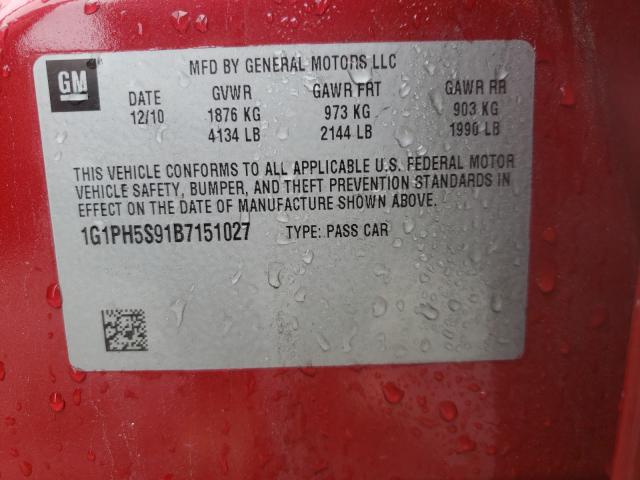 GM
MFD BY GENERAL MOTORS LLC
DATE GVWR GAWR FRT GAWR RR
12/10 1876 KG 973 KG 903 KG
4134 LB 2144 LB 1990 LB
THIS VEHICLE CONFORMS TO ALL APPLICABLE U.S. FEDERAL MOTOR
VEHICLE SAFETY, BUMPER, AND THEFT PREVENTION STANDARDS IN
EFFECT ON THE DATE OF MANUFACTURE SHOWN ABOVE.
1G1PH5S91B7151027 TYPE: PASS CAR